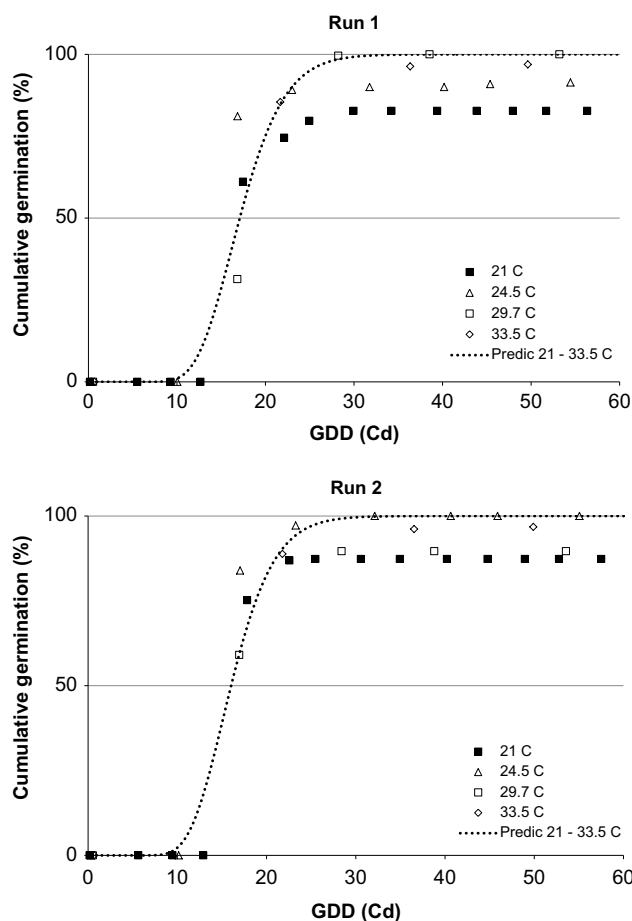 Run 1
Cumulative germination (%)
100
50
0
21 C
24.5 C
29.7 C
33.5 C
Predic 21 - 33.5 C
0 10 20 30 40 50 60
GDD (Cd)
Run 2
Cumulative germination (%)
100
50
0
21 C
24.5 C
29.7 C
33.5 C
Predic 21 - 33.5 C
0 10 20 30 40 50 60
GDD (Cd)